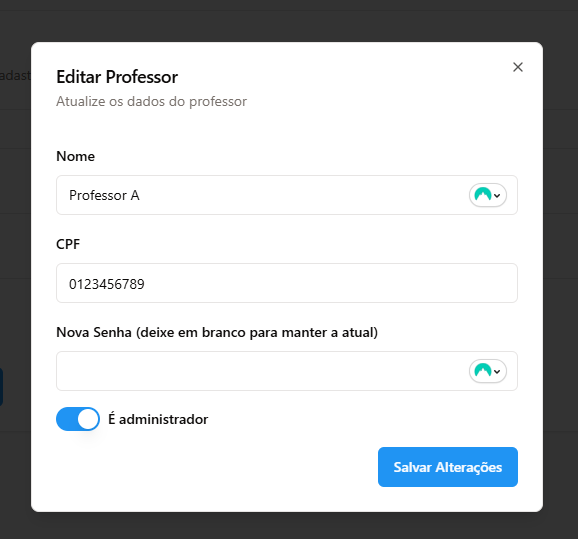 adast
Editar Professor
Atualize os dados do professor
Nome
Professor A
CPF
0123456789
Nova Senha (deixe em branco para manter a atual)
É administrador
Salvar Alterações